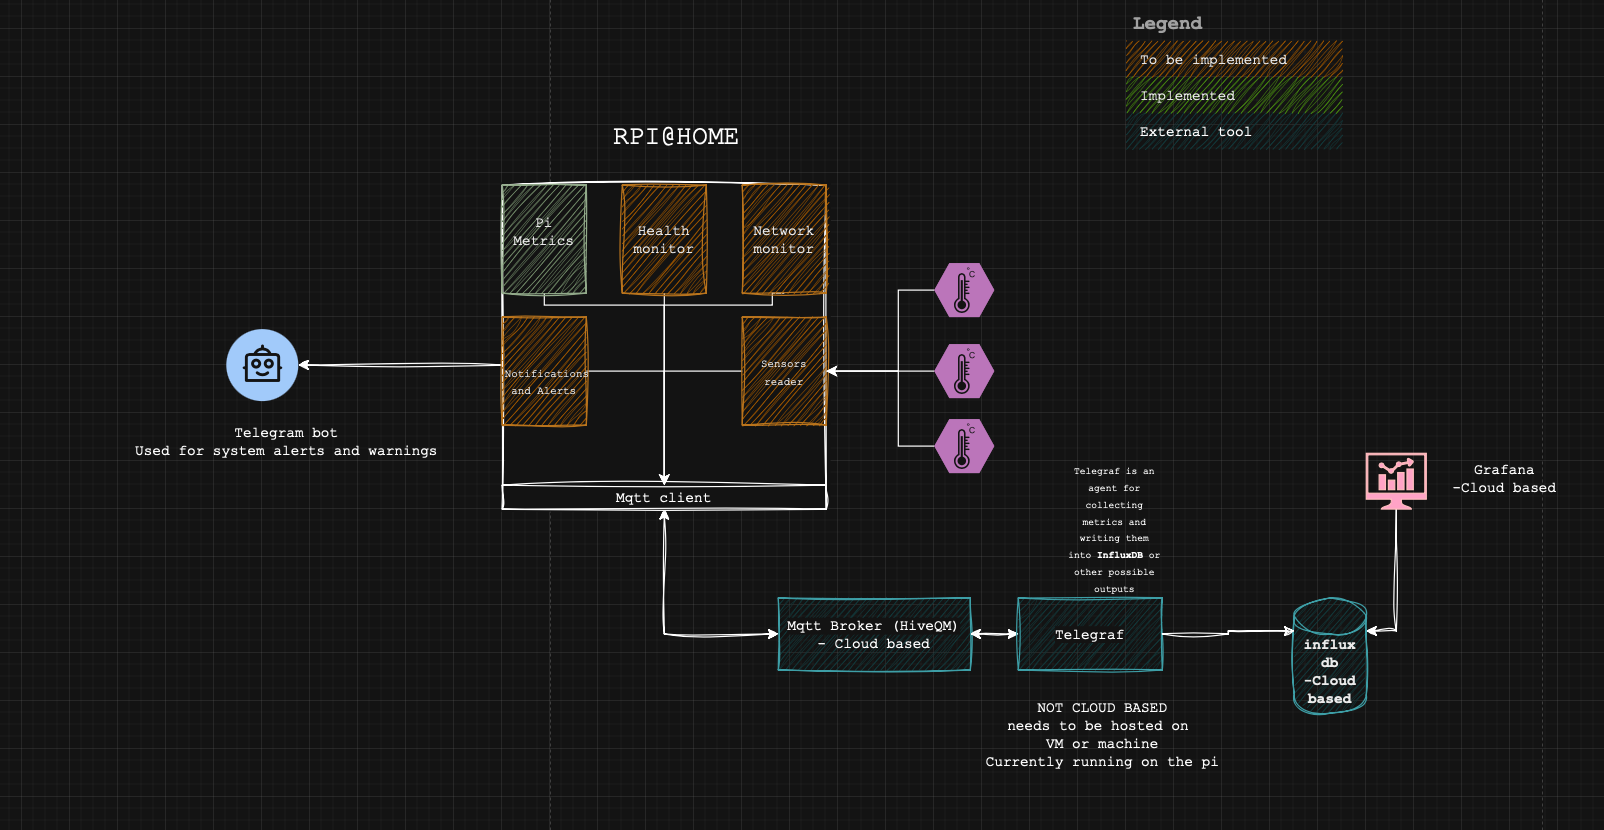 Legend
To be implemented
Implemented
External tool
RPI@HOME
Pi
Metrics
Health
monitor
Network
monitor
°C
Notifications
and Alerts
Sensors
reader
°C
Telegram bot
Used for system alerts and warnings
°C
Mqtt client
Telegraf is an
agent for
collecting
metrics and
writing them
into InfluxDB or
other possible
outputs
Grafana
-Cloud based
Mqtt Broker (HiveQM)
- Cloud based
Telegraf
influx
db
-Cloud
based
NOT CLOUD BASED
needs to be hosted on
VM or machine
Currently running on the pi